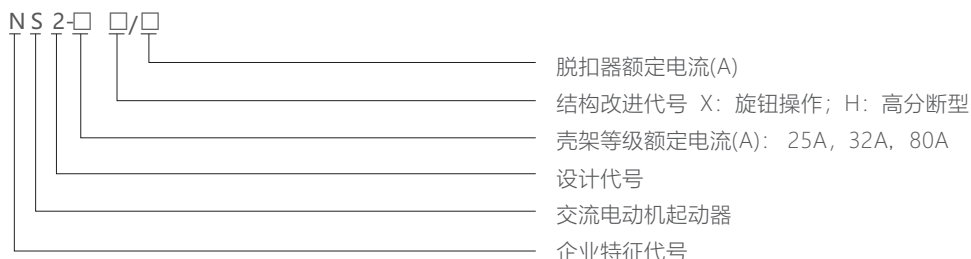 N S 2-□ □/□
脱扣器额定电流(A)
结构改进代号 X：旋钮操作；H：高分断型
壳架等级额定电流(A)： 25A，32A，80A
设计代号
交流电动机起动器
企业特征代号